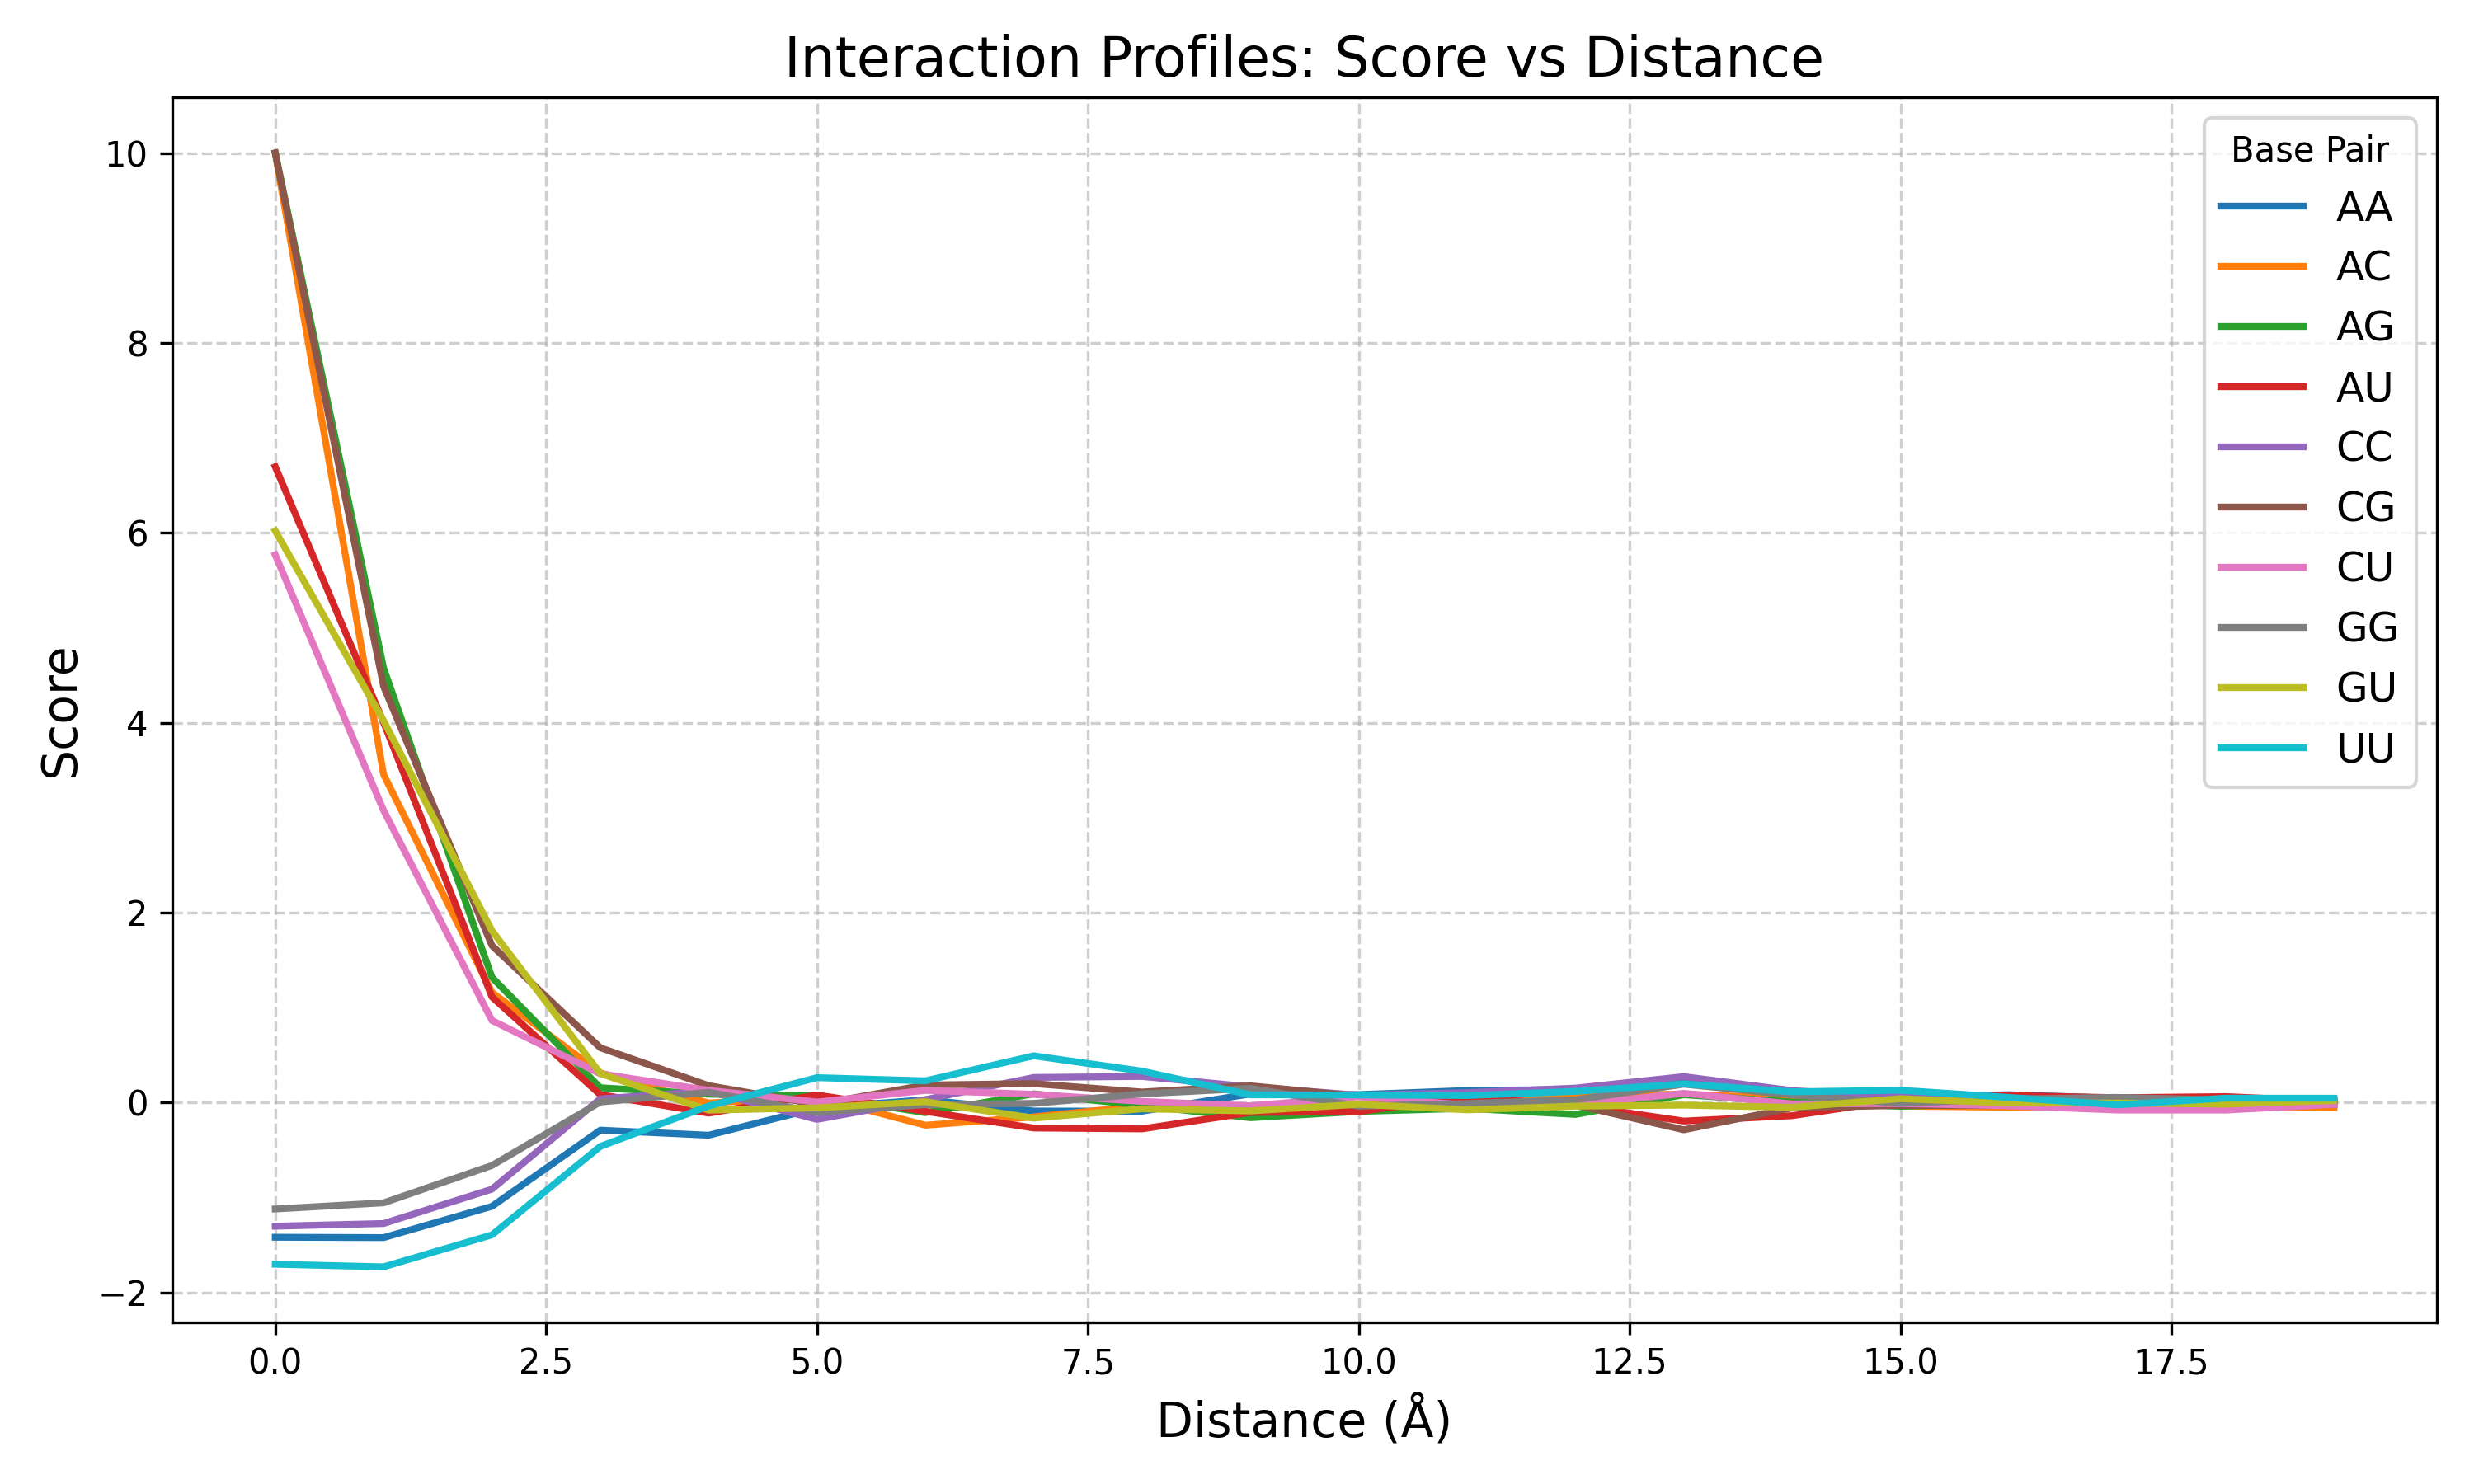 Interaction Profiles: Score vs Distance
Base Pair
AA
AC
AG
AU
CC
CG
CU
GG
GU
UU
Score
10
8
6
4
2
0
−2
0.0 2.5 5.0 7.5 10.0 12.5 15.0 17.5
Distance (Å)